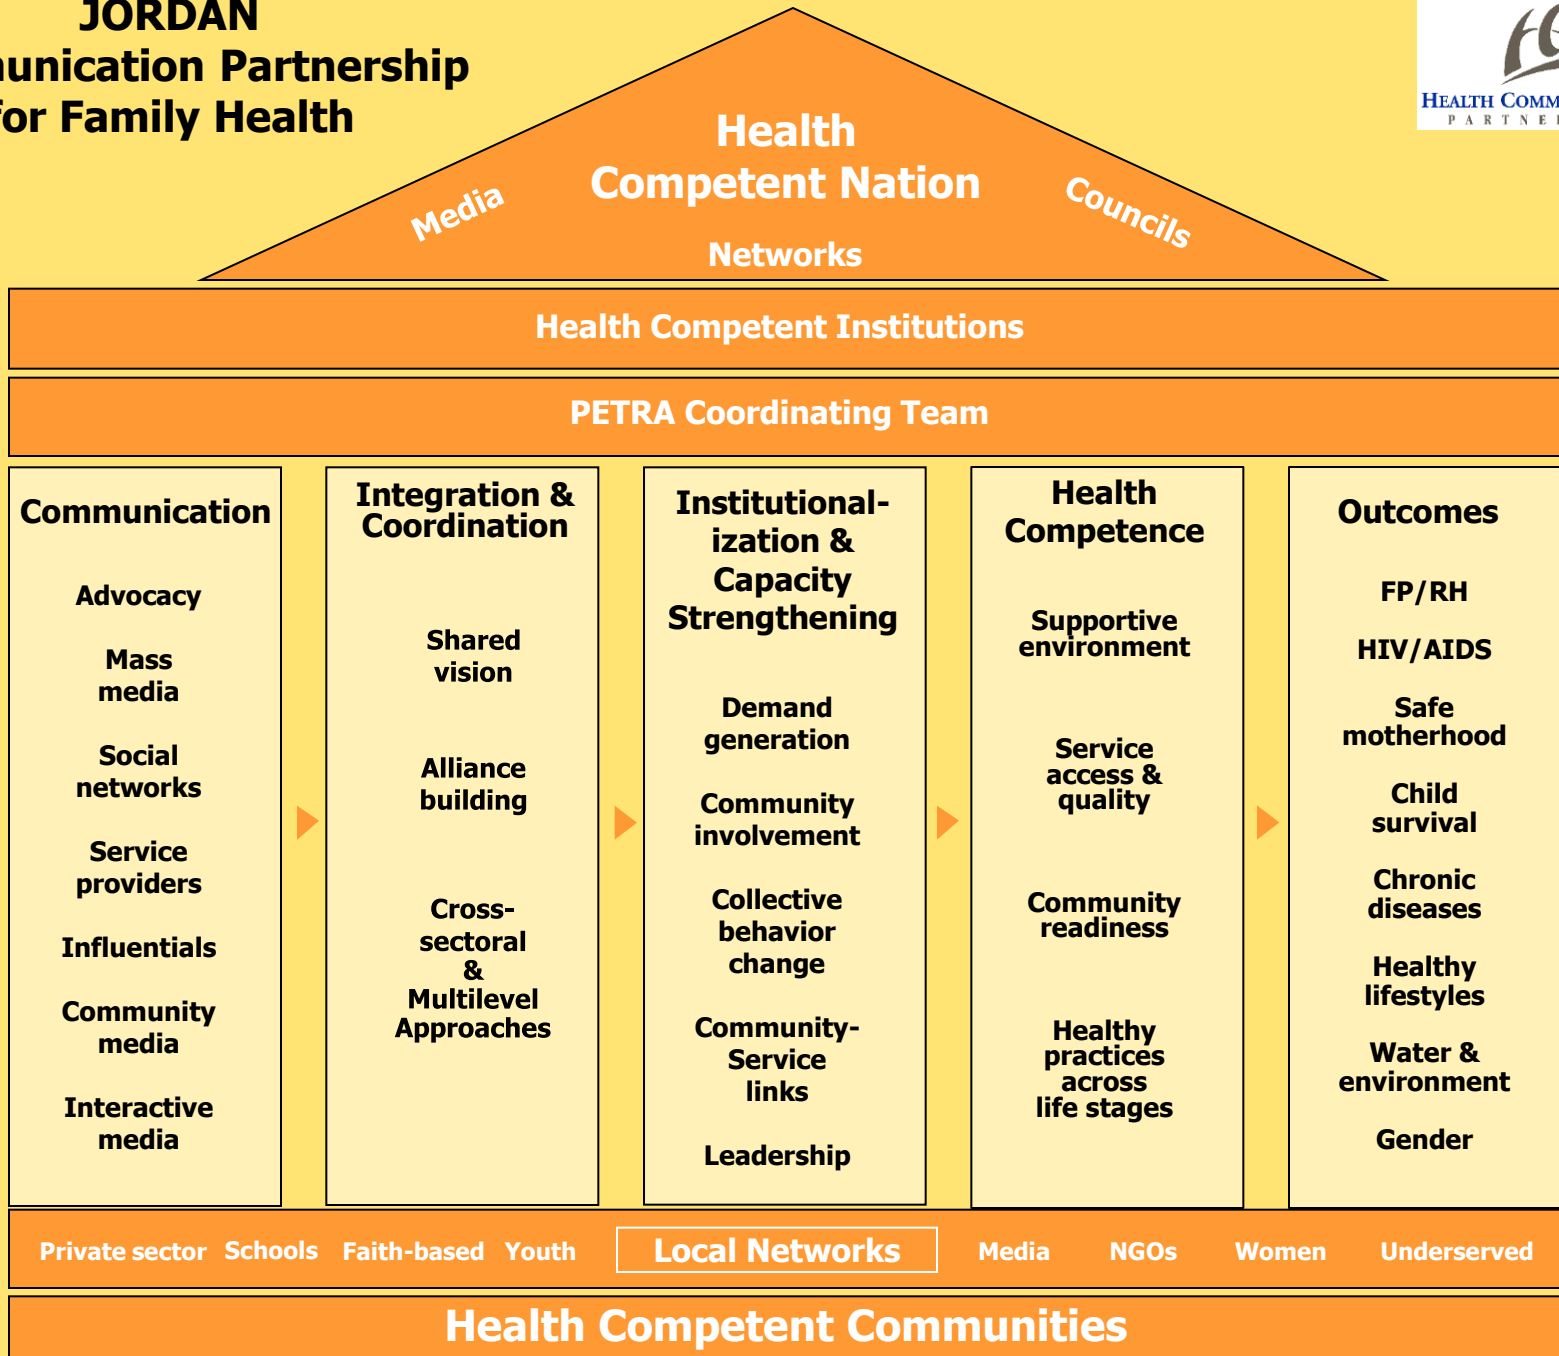 JORDAN
munication Partnership
for Family Health
HEALTH COMM
PARTNE
Health
Competent Nation
Media
Councils
Networks
Health Competent Institutions
PETRA Coordinating Team
Communication
Advocacy
Mass
media
Social
networks
Service
providers
Influentials
Community
media
Interactive
media
Integration &
Coordination
Shared
vision
Alliance
building
Cross-
sectoral
&
Multilevel
Approaches
Institutional-
ization &
Capacity
Strengthening
Demand
generation
Community
involvement
Collective
behavior
change
Community-
Service
links
Leadership
Health
Competence
Supportive
environment
Service
access &
quality
Community
readiness
Healthy
practices
across
life stages
Outcomes
FP/RH
HIV/AIDS
Safe
motherhood
Child
survival
Chronic
diseases
Healthy
lifestyles
Water &
environment
Gender
Private sector Schools Faith-based Youth Local Networks Media NGOs Women Underserved
Health Competent Communities